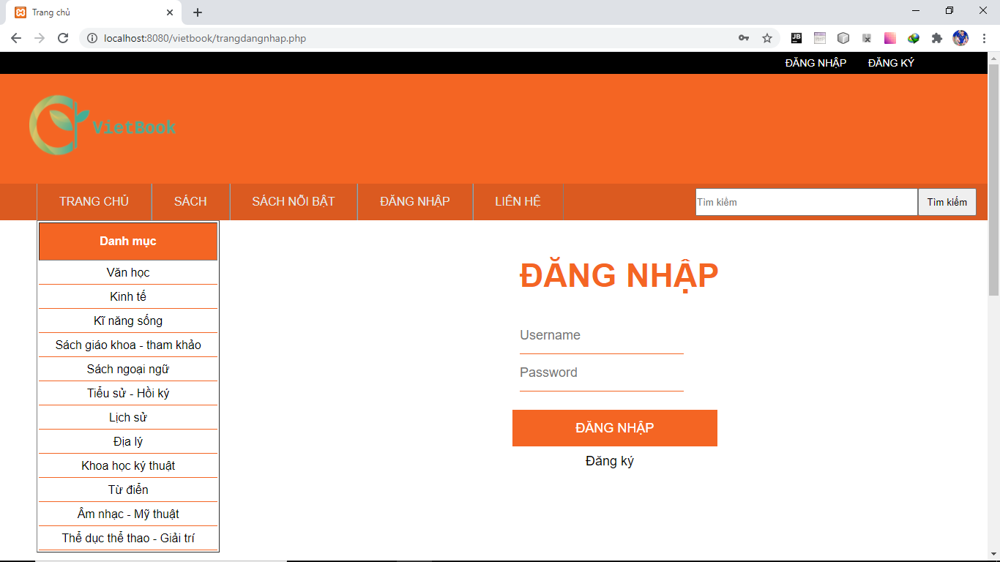 Trang chủ
localhost:8080/vietbook/trangdangnhap.php
ĐĂNG NHẬP ĐĂNG KÝ
VietBook
TRANG CHỦ SÁCH SÁCH NỔI BẬT ĐĂNG NHẬP LIÊN HỆ Tìm kiếm Tìm kiếm
Danh mục
Văn học
Kinh tế
Kĩ năng sống
Sách giáo khoa - tham khảo
Sách ngoại ngữ
Tiểu sử - Hồi ký
Lịch sử
Địa lý
Khoa học ký thuật
Từ điển
Âm nhạc - Mỹ thuật
Thể dục thể thao - Giải trí
ĐĂNG NHẬP
Username
Password
ĐĂNG NHẬP
Đăng ký